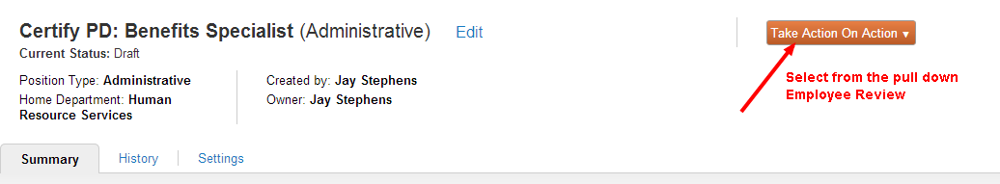 Certify PD: Benefits Specialist (Administrative) Edit
Take Action On Action ▼
Current Status: Draft
Position Type: Administrative
Home Department: Human
Resource Services
Created by: Jay Stephens
Owner: Jay Stephens
Select from the pull down
Employee Review
Summary History Settings